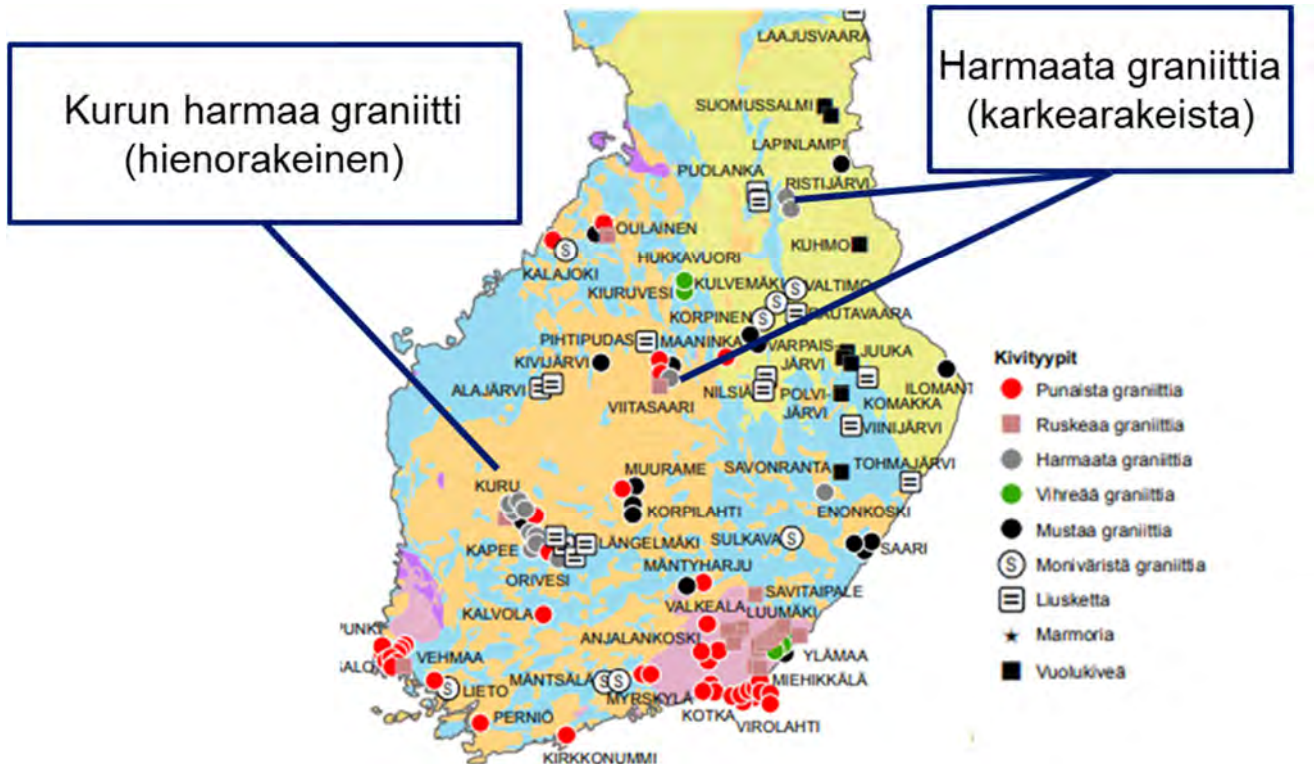 Kurun harmaa graniitti
(hienorakeinen)
Harmaata graniittia
(karkearakeista)
LAAJUSVAARA
SUOMUSSALMI
LAPINLAMPI
PUOLANKA
RISTIJÄRVI
OULAINEN
KUHMO
HUKKAVUORI
KALAJOKI
KULVEMÄKI
VALTIMO
KIURUVESI
KORPINEN
RAUTAVAARA
PIHTIPUDAS
MAANINKA
VARPAIS-
JÄRVI
JUUKA
KIVIJÄRVI
ALAJÄRVI
NILSIÄ
POLVI-
JÄRVI
ILOMANT
KOMAKKA
VIITASAARI
VIINIJÄRVI
MUURAME
SAVONRANTA
TOHMAJÄRVI
KURU
KORPILAHTI
ENONKOSKI
KAPEE
LÄNGELMÄKI
SULKAVA
SAARI
ORIVESI
MÄNTYHARJU
SAVITAIPALE
KALVOLA
VALKEALA
LUUMÄKI
PUNKI
ANJALANKOSKI
YLÄMAA
SALO
VEHMAA
LIETO
MÄNTSÄLÄ
MIEHIKKÄLÄ
MYRSKYLÄ
PERNIÖ
KOTKA
VIROLAHTI
KIRKKONUMMI
Kivityypit
Punaista graniittia
Ruskeaa graniittia
Harmaata graniittia
Vihreää graniittia
Mustaa graniittia
S Moniväristä graniittia
Liusketta
Marmoria
Vuolukiveä